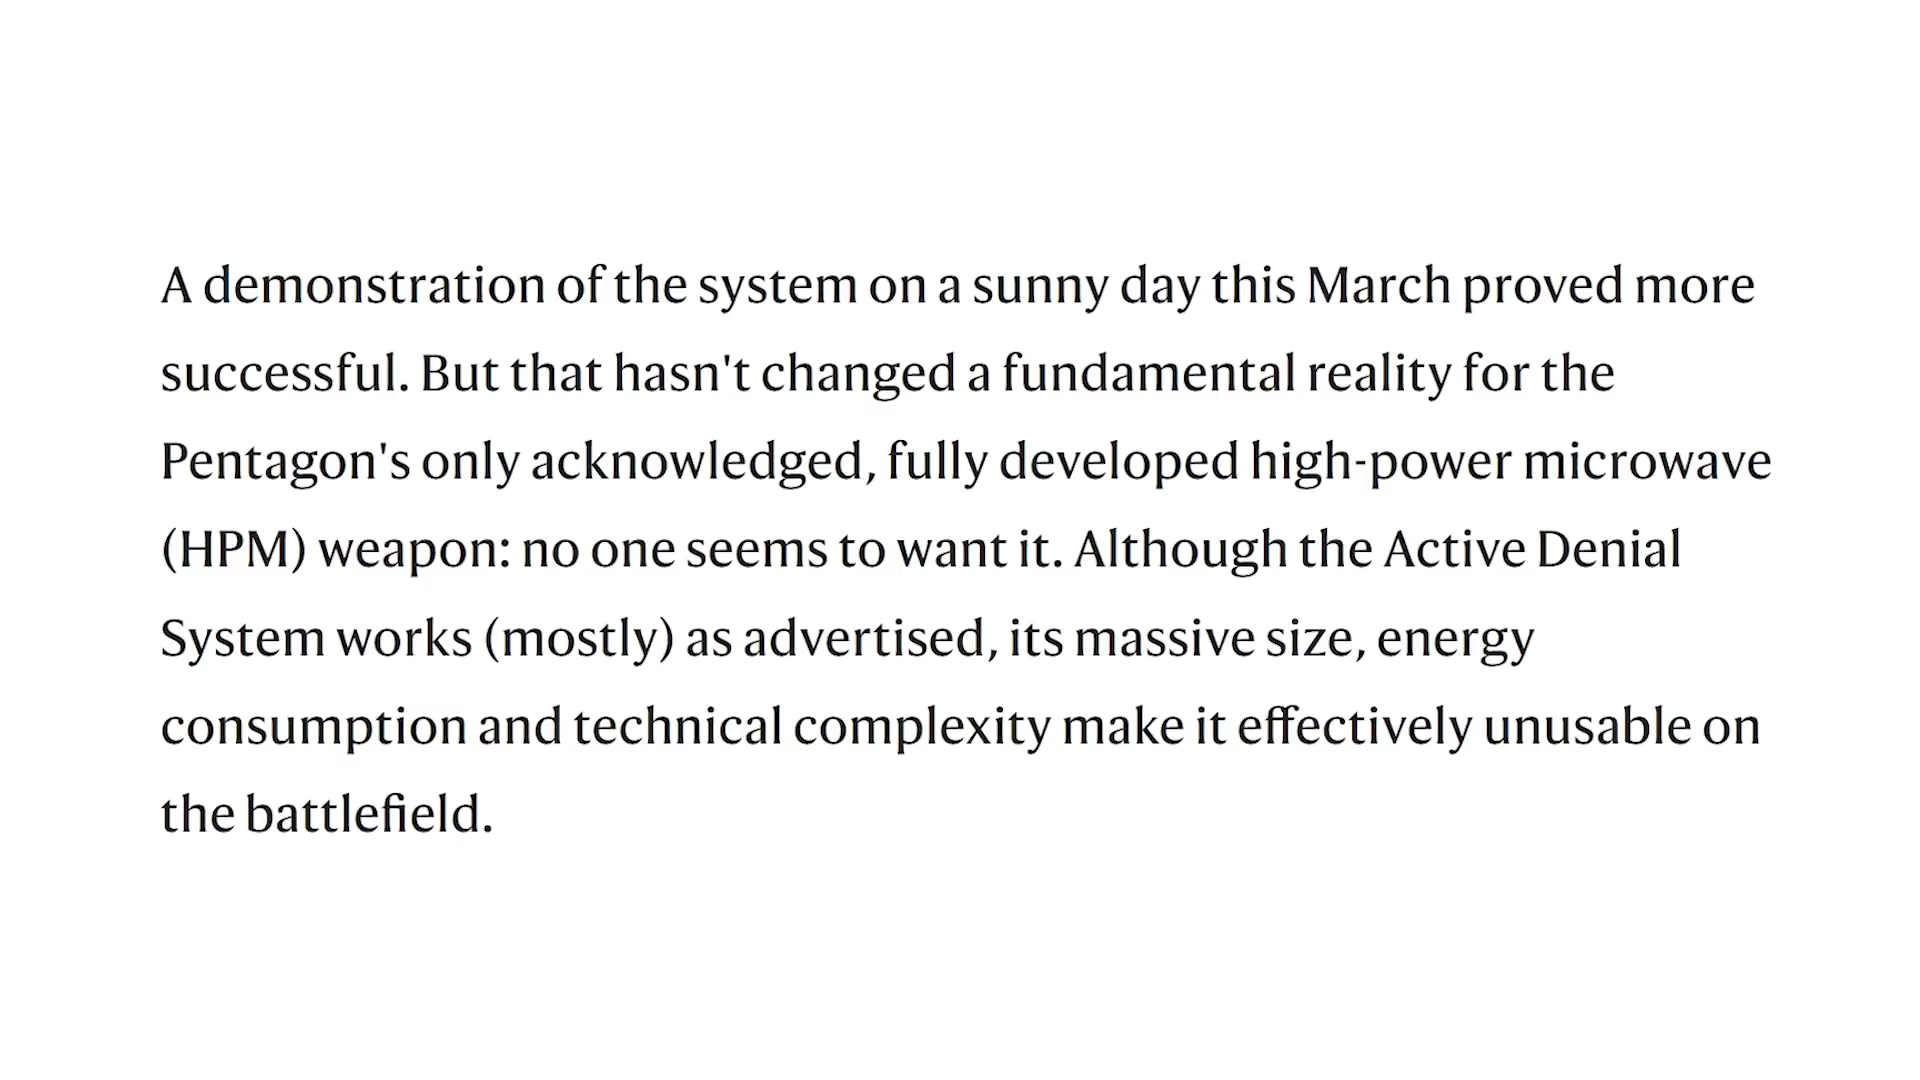 A demonstration of the system on a sunny day this March proved more
successful. But that hasn't changed a fundamental reality for the
Pentagon's only acknowledged, fully developed high-power microwave
(HPM) weapon: no one seems to want it. Although the Active Denial
System works (mostly) as advertised, its massive size, energy
consumption and technical complexity make it effectively unusable on
the battlefield.